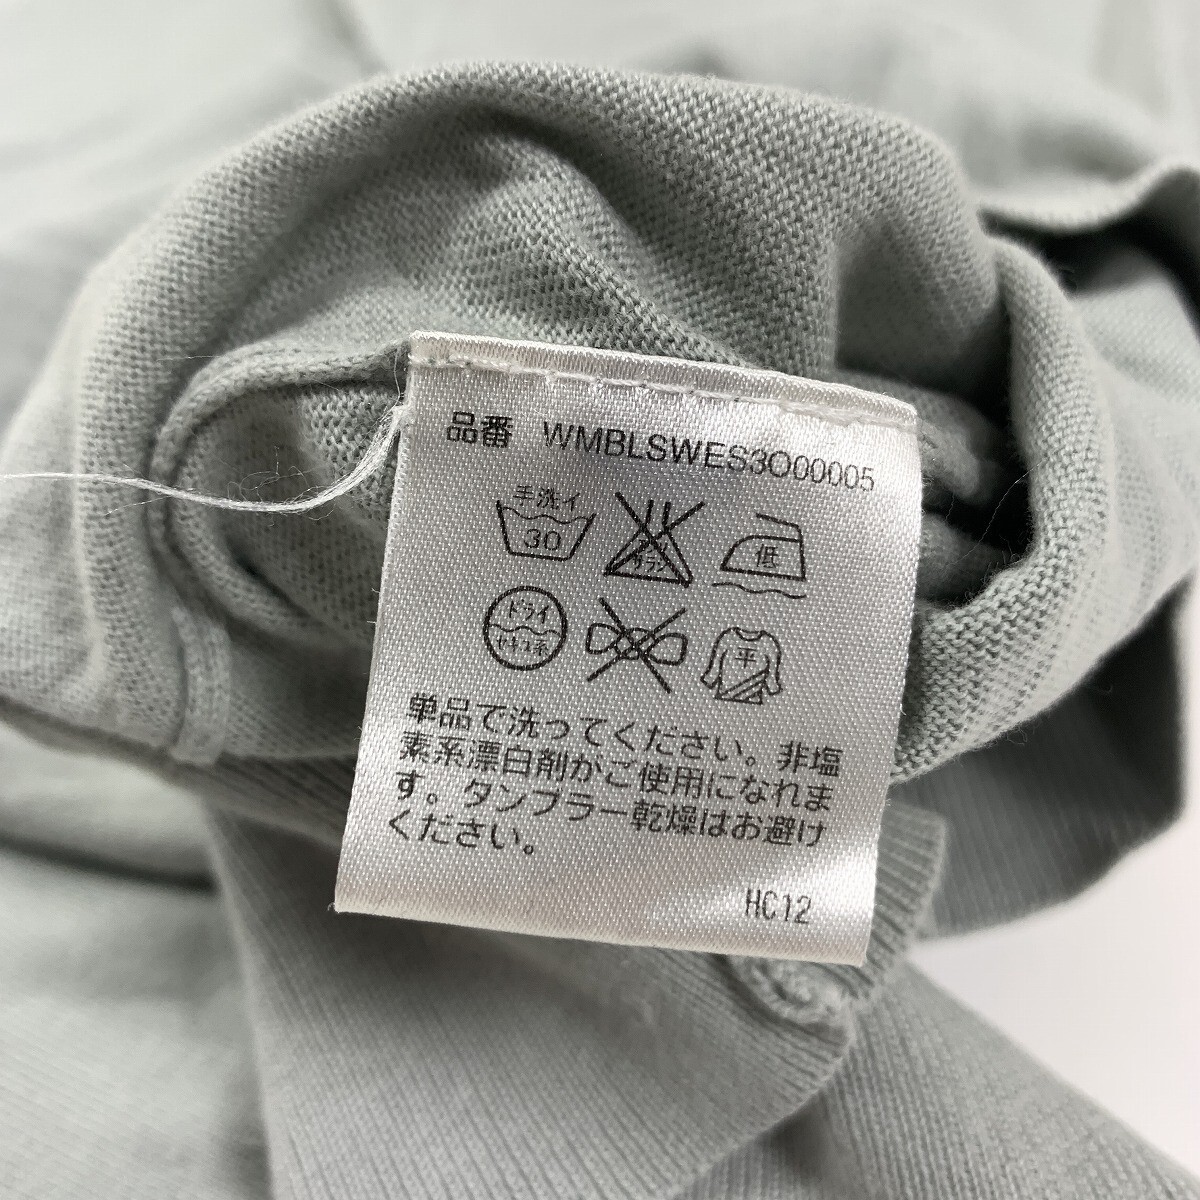 品番 WMBLSWES3O00005
手洗イ
30
低
ドライ
平
単品で洗ってください。非塩
素系漂白剤がご使用になれま
す。タンブラー乾燥はお避け
ください。
HC12